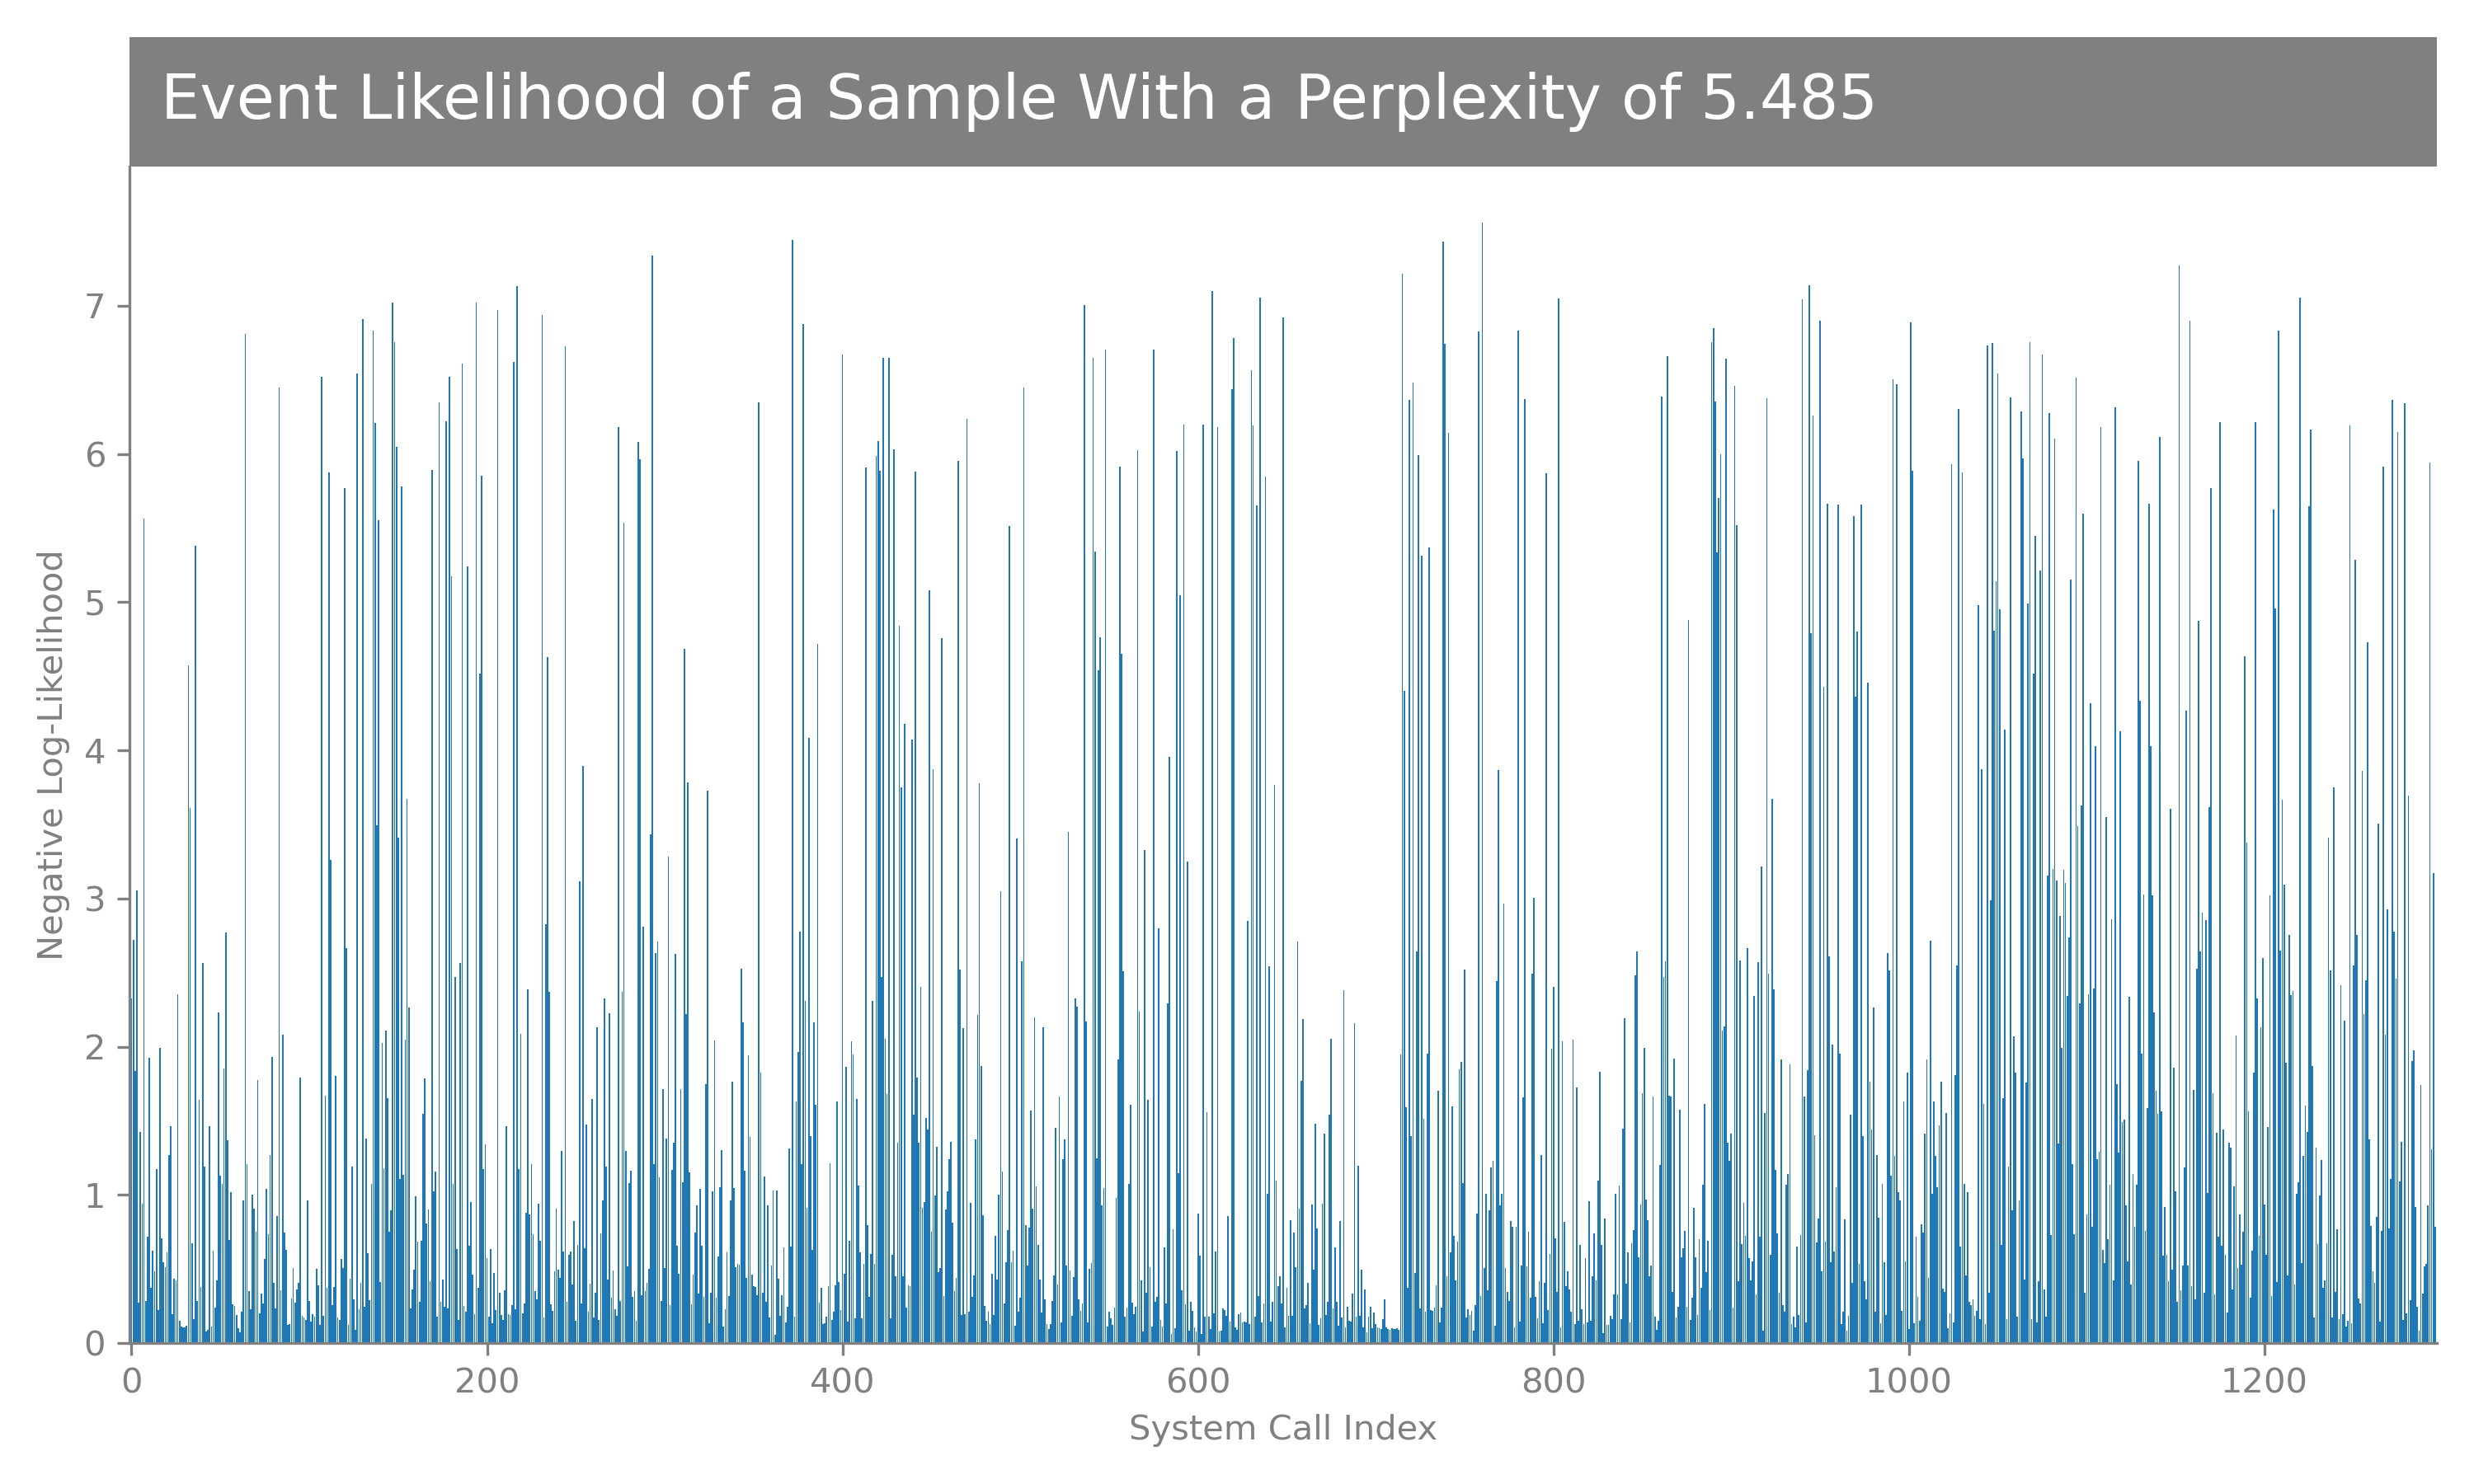 Event Likelihood of a Sample With a Perplexity of 5.485
Negative Log-Likelihood
7
6
5
4
3
2
1
0
0 200 400 600 800 1000 1200
System Call Index